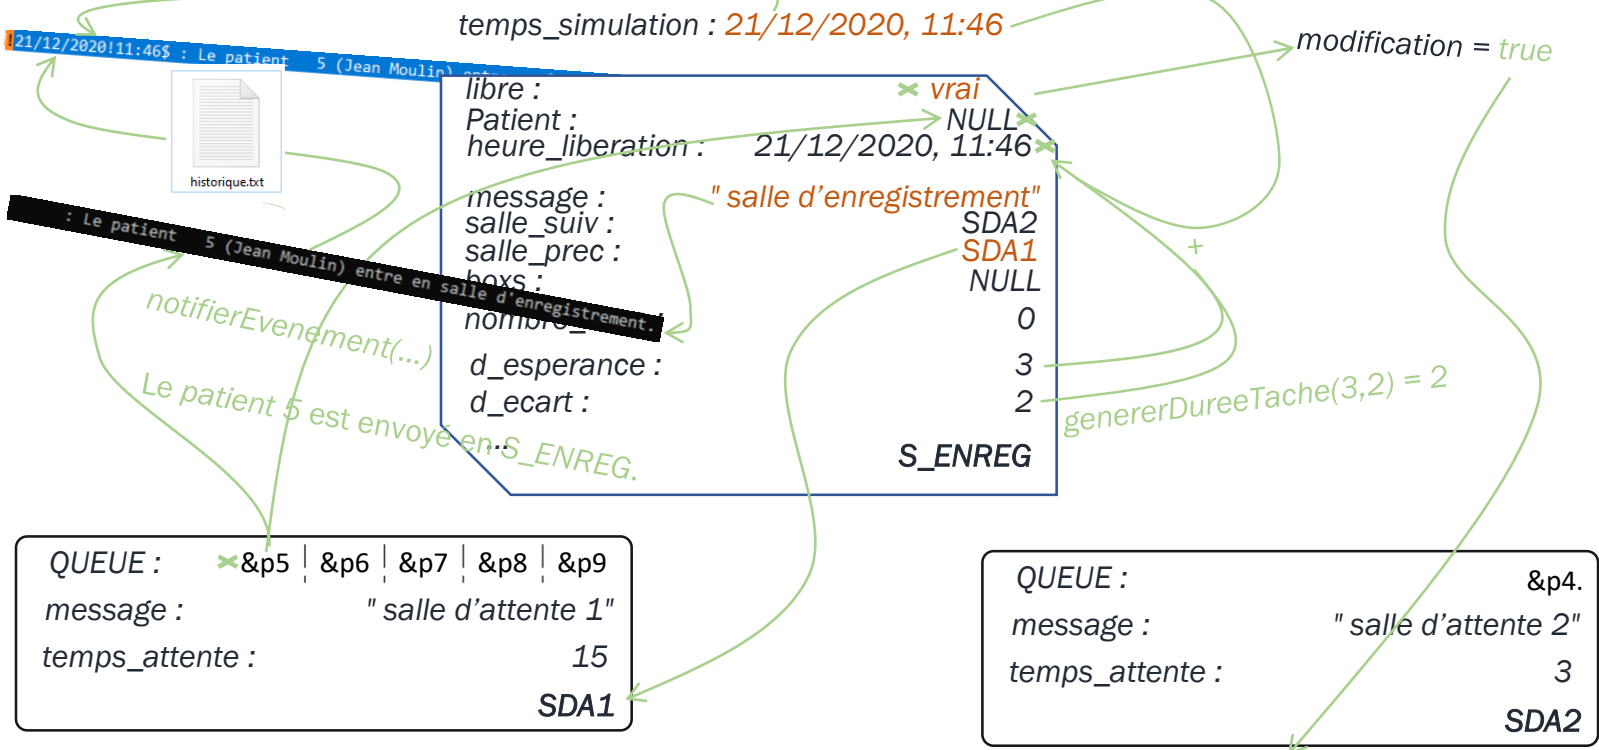 temps_simulation : 21/12/2020, 11:46
modification = true
!21/12/2020!11:46$ : Le patient 5 (Jean Moulin)
historique.txt
libre : vrai
Patient : NULL
heure_liberation : 21/12/2020, 11:46
message : " salle d’enregistrement"
salle_suiv : SDA2
salle_prec : SDA1
boxs : NULL
0
d_esperance : 3
d_ecart : 2
...
S_ENREG
: Le patient 5 (Jean Moulin) entre en salle d'enregistrement.
+
notifierEvenement(...)
Le patient 5 est envoyé en S_ENREG.
genererDureeTache(3,2) = 2
QUEUE : &p5 | &p6 | &p7 | &p8 | &p9
message : " salle d’attente 1"
temps_attente : 15
SDA1
QUEUE : &p4.
message : " salle d’attente 2"
temps_attente : 3
SDA2